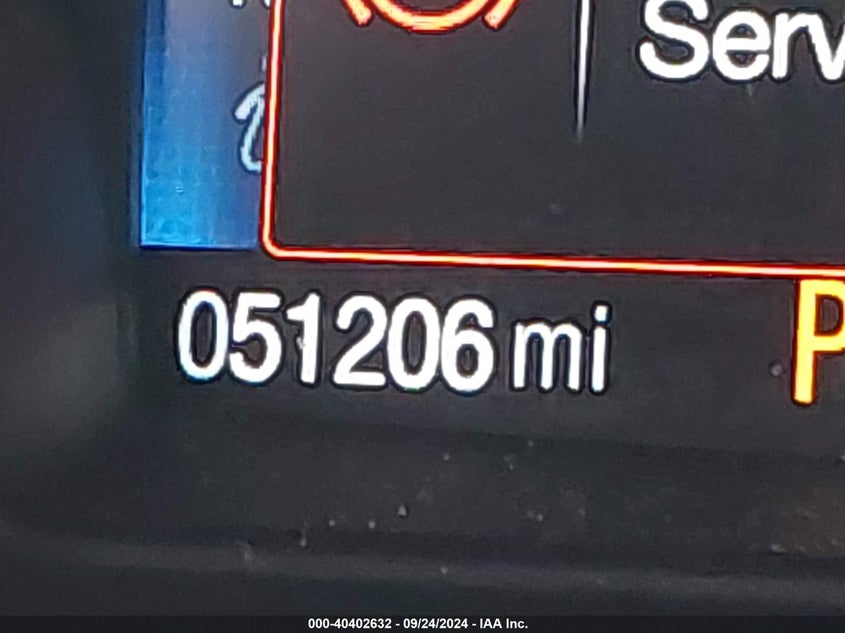 Serv
051206 mi
P
000-40402632 - 09/24/2024 - IAA Inc.